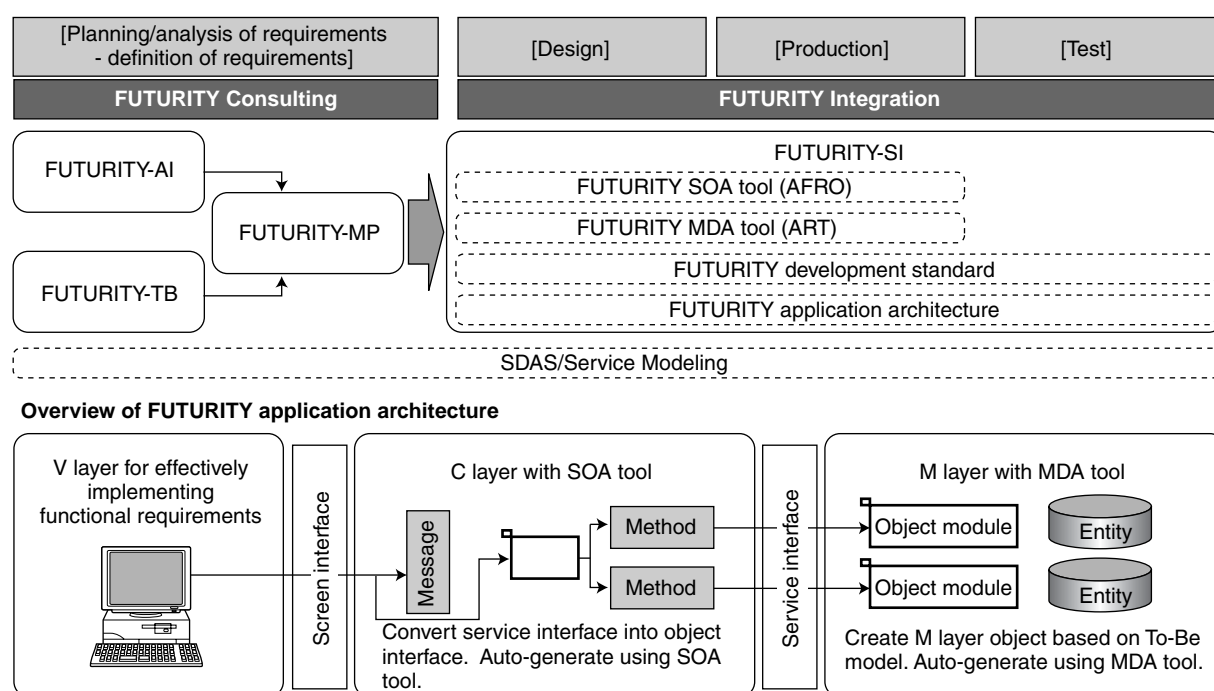 [Planning/analysis of requirements
- definition of requirements]
[Design]
[Production]
[Test]
FUTURITY Consulting
FUTURITY Integration
FUTURITY-AI
FUTURITY-MP
FUTURITY-TB
FUTURITY-SI
FUTURITY SOA tool (AFRO)
FUTURITY MDA tool (ART)
FUTURITY development standard
FUTURITY application architecture
SDAS/Service Modeling
Overview of FUTURITY application architecture
V layer for effectively
implementing
functional requirements
Screen interface
C layer with SOA tool
Message
Method
Method
Convert service interface into object
interface. Auto-generate using SOA
tool.
Service interface
M layer with MDA tool
Object module
Entity
Object module
Entity
Create M layer object based on To-Be
model. Auto-generate using MDA tool.